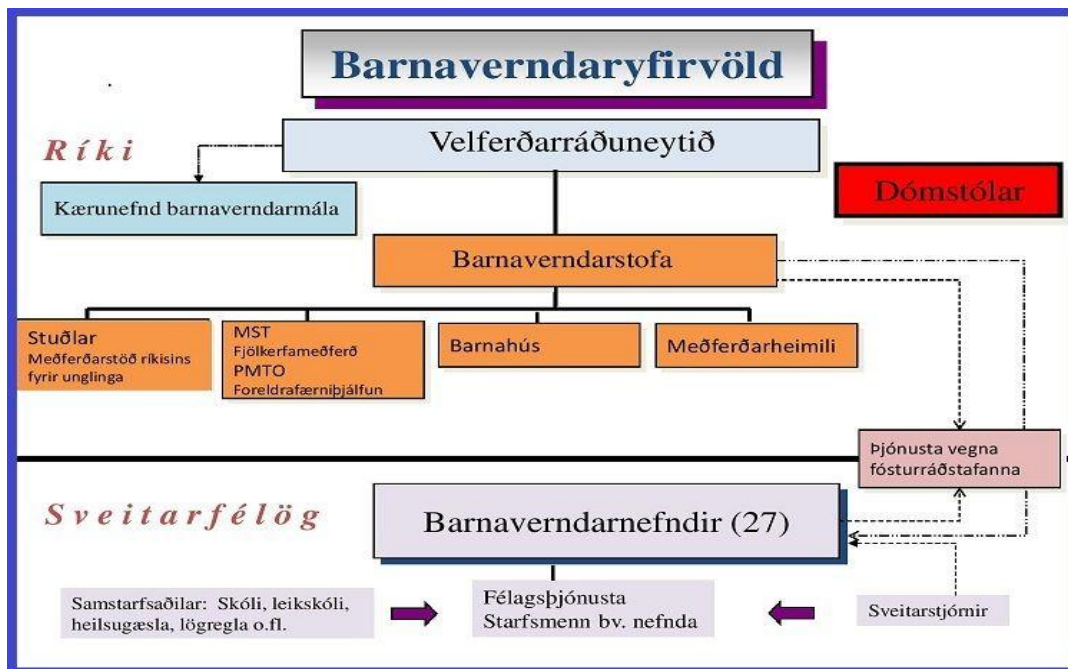 Barnaverndaryfirvöld
Ríki
Velferðarráðuneytið
Kærunefnd barnaverndarmála
Dómstólar
Barnaverndarstofa
Stuðlar
Meðferðarstöð ríkisins
fyrir unglinga
MST
Fjölkerfameðferð
PMTO
Foreldrafærniþjálfun
Barnahús
Meðferðarheimili
Þjónusta vegna
fósturráðstafanna
Sveitarfélög
Barnaverndarnefndir (27)
Samstarfsaðilar: Skóli, leikskóli,
heilsugæsla, lögregla o.fl.
Félagsþjónusta
Starfsmenn bv. nefnda
Sveitarstjórnir